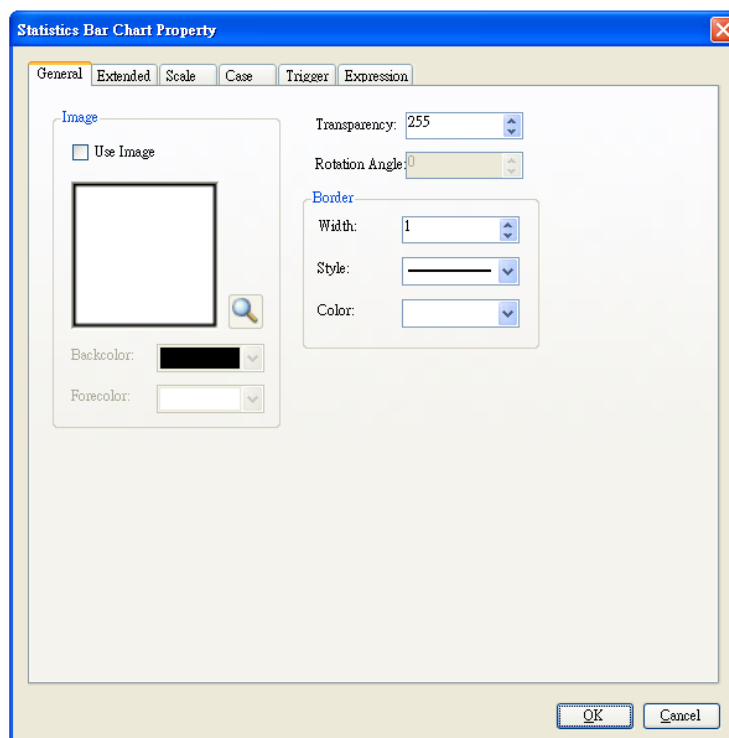 Statistics Bar Chart Property
General Extended Scale Case Trigger Expression
Image
Use Image
Backcolor:
Forecolor:
Transparency: 255
Rotation Angle: 0
Border
Width: 1
Style:
Color:
OK Cancel